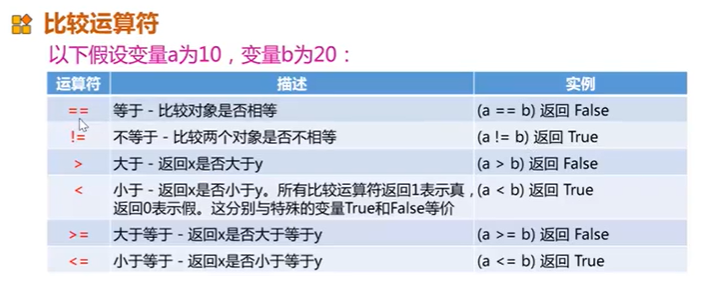 比较运算符
以下假设变量a为10，变量b为20：
运算符 描述 实例
== 等于 - 比较对象是否相等 (a == b) 返回 False
!= 不等于 - 比较两个对象是否不相等 (a != b) 返回 True
> 大于 - 返回x是否大于y (a > b) 返回 False
< 小于 - 返回x是否小于y。所有比较运算符返回1表示真， (a < b) 返回 True
返回0表示假。这分别与特殊的变量True和False等价
>= 大于等于 - 返回x是否大于等于y (a >= b) 返回 False
<= 小于等于 - 返回x是否小于等于y (a <= b) 返回 True